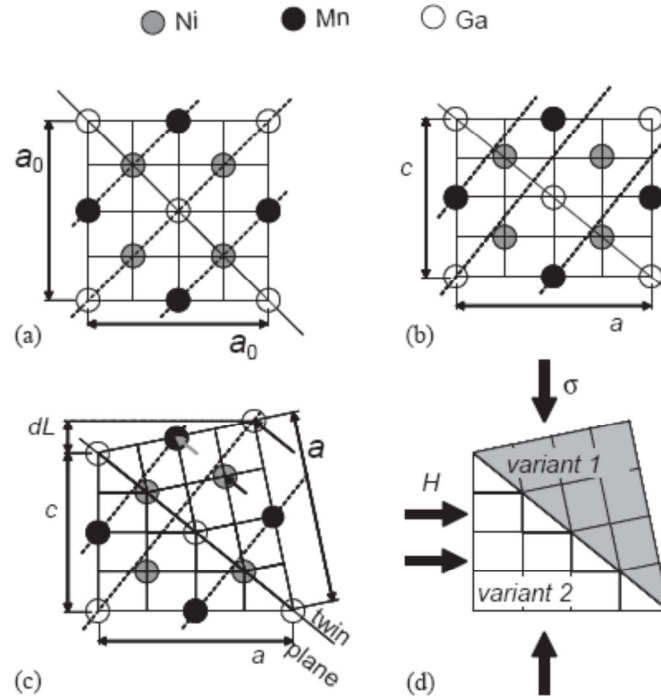 Ni Mn Ga
a₀
a₀
(a)
c
a
(b)
dL
c
a
a
twin
plane
(c)
σ
H
variant 1
variant 2
(d)